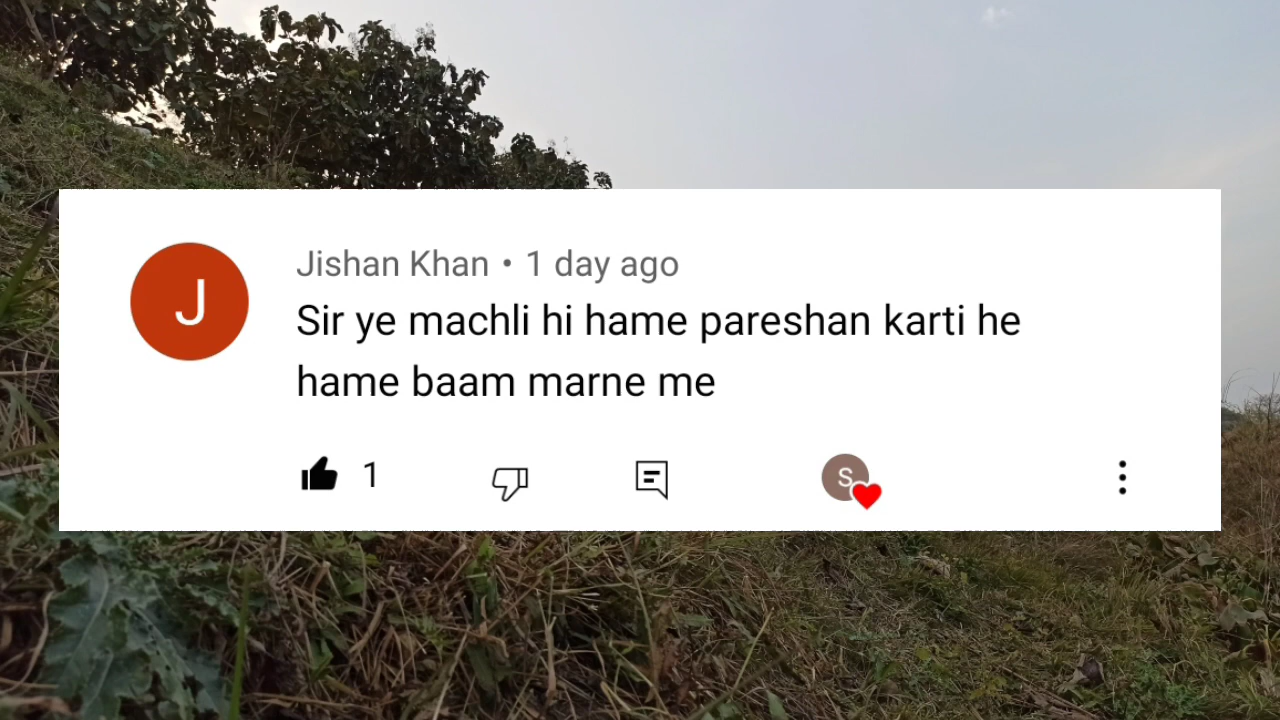 J
Jishan Khan • 1 day ago
Sir ye machli hi hame pareshan karti he
hame baam marne me
1
S